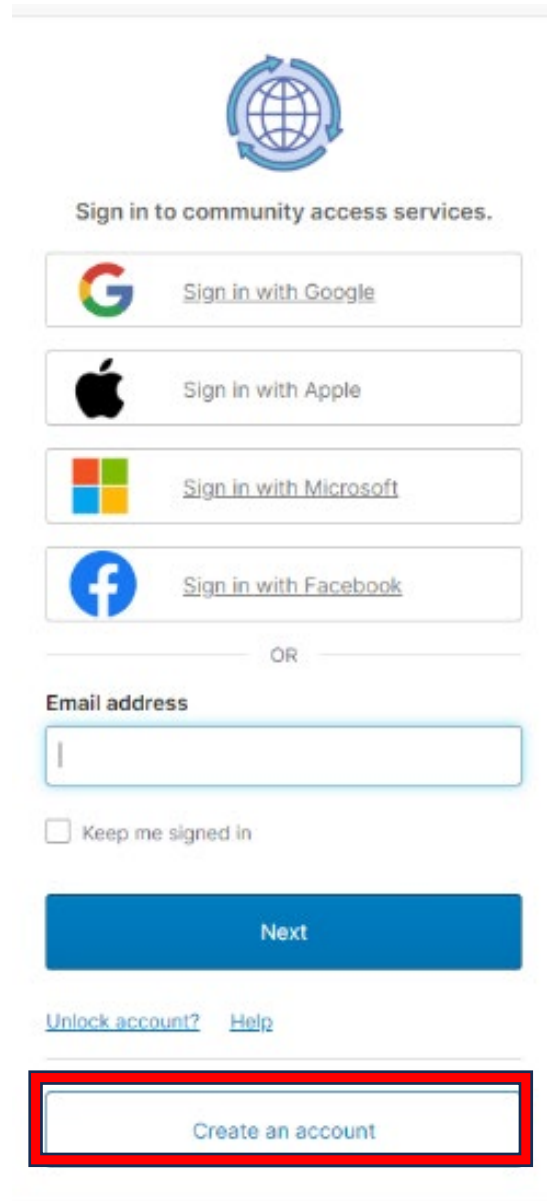 Sign in to community access services.
Sign in with Google
Sign in with Apple
Sign in with Microsoft
Sign in with Facebook
OR
Email address
Keep me signed in
Next
Unlock account? Help
Create an account